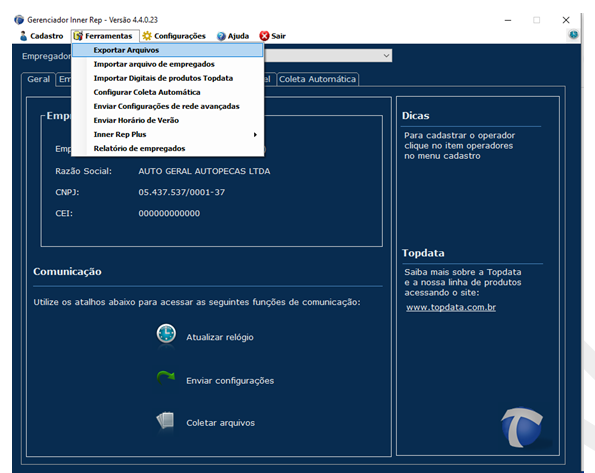 Gerenciador Inner Rep - Versão 4.4.0.23
Cadastro Ferramentas Configurações Ajuda Sair
Empregador
Exportar Arquivos
Importar arquivo de empregados
Importar Digitais de produtos Topdata
Configurar Coleta Automática
Enviar Configurações de rede avançadas
Enviar Horário de Verão
Inner Rep Plus
Relatório de empregados
Geral Em el Coleta Automática
Emp
Emp
Razão Social: AUTO GERAL AUTOPECAS LTDA
CNPJ: 05.437.537/0001-37
CEI: 000000000000
Comunicação
Utilize os atalhos abaixo para acessar as seguintes funções de comunicação:
Atualizar relógio
Enviar configurações
Coletar arquivos
Dicas
Para cadastrar o operador
clique no item operadores
no menu cadastro
Topdata
Saiba mais sobre a Topdata
e a nossa linha de produtos
acessando o site:
www.topdata.com.br